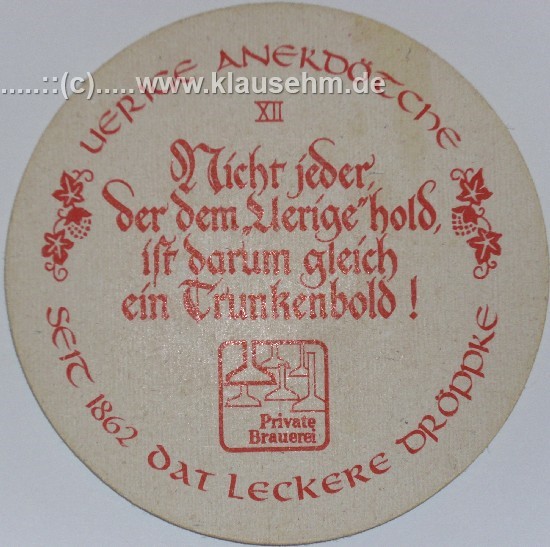 UERIGE ANEKDÖTCHE
......::(c).....www.klausehm.de
XII
Nicht jeder,
der dem „Uerige“ hold,
ist darum gleich
ein Trunkenbold!
Private
Brauerei
SEIT 1862 DAT LECKERE DRÖPPKE